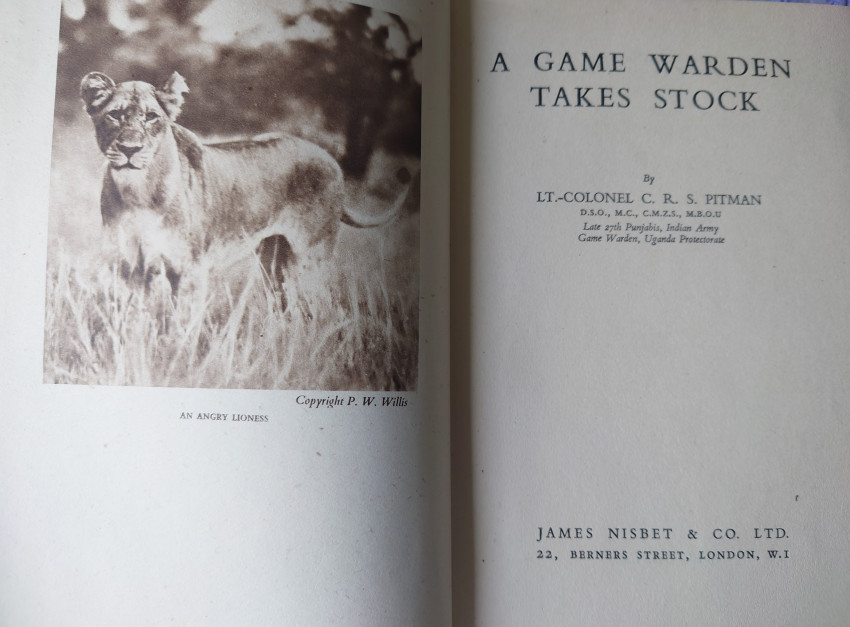 Copyright P. W. Willis
AN ANGRY LIONESS
A GAME WARDEN
TAKES STOCK
By
LT.-COLONEL C. R. S. PITMAN
D.S.O., M.C., C.M.Z.S., M.B.O.U
Late 27th Punjabis, Indian Army
Game Warden, Uganda Protectorate
JAMES NISBET & CO. LTD.
22, BERNERS STREET, LONDON, W.1